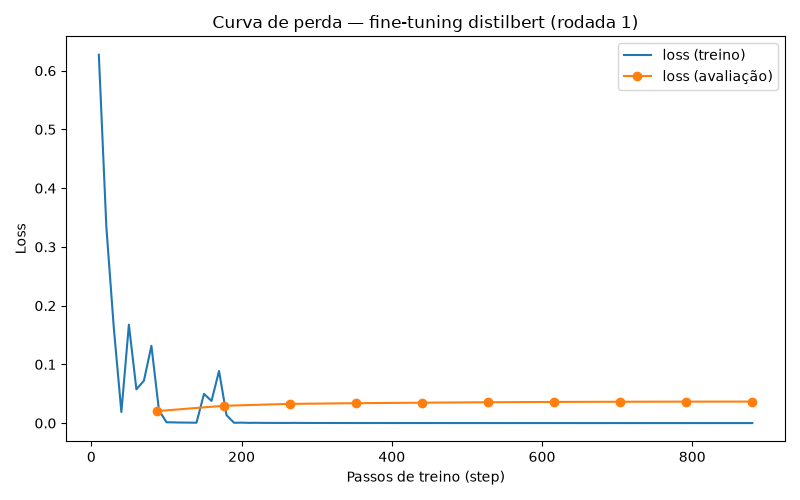 Curva de perda — fine-tuning distilbert (rodada 1)
loss (treino)
loss (avaliação)
Loss
0.6
0.5
0.4
0.3
0.2
0.1
0.0
0
200
400
600
800
Passos de treino (step)